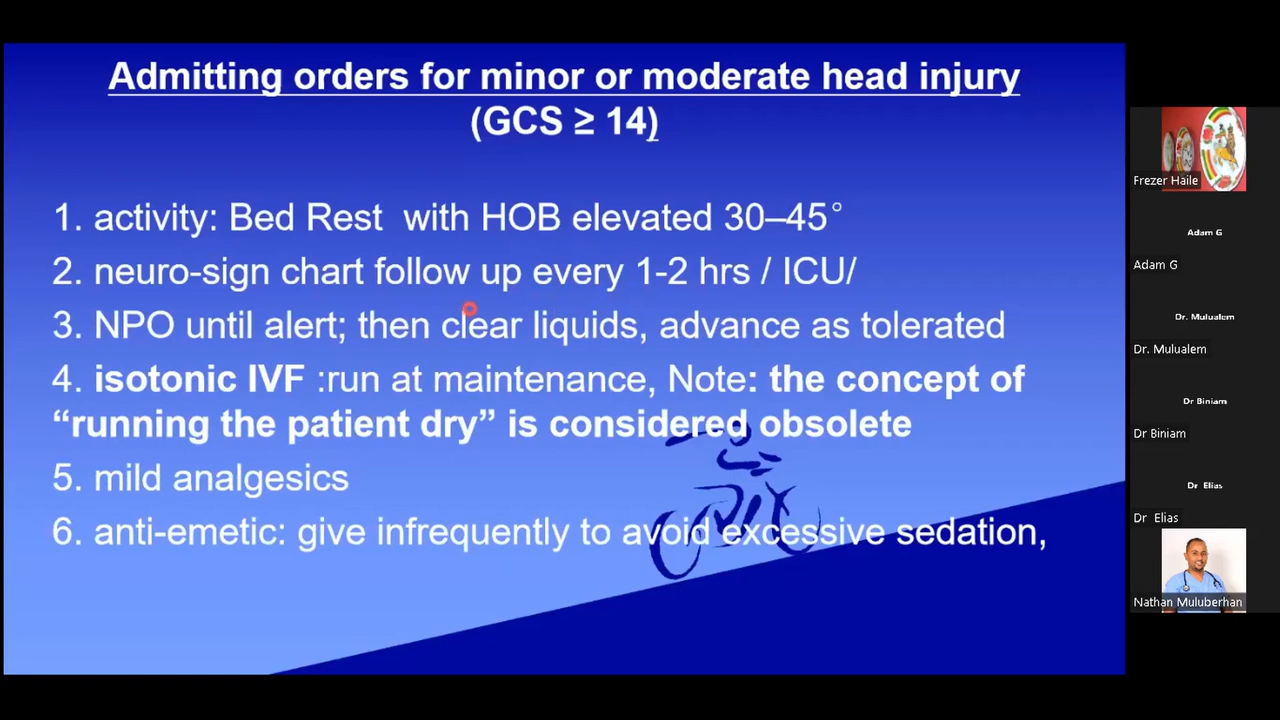 Admitting orders for minor or moderate head injury
(GCS ≥ 14)
1. activity: Bed Rest with HOB elevated 30–45°
2. neuro-sign chart follow up every 1-2 hrs / ICU/
3. NPO until alert; then clear liquids, advance as tolerated
4. isotonic IVF :run at maintenance, Note: the concept of
“running the patient dry” is considered obsolete
5. mild analgesics
6. anti-emetic: give infrequently to avoid excessive sedation,
Frezer Haile
Adam G
Adam G
Dr. Mulualem
Dr. Mulualem
Dr Biniam
Dr Biniam
Dr Elias
Dr Elias
Nathan Muluberhan